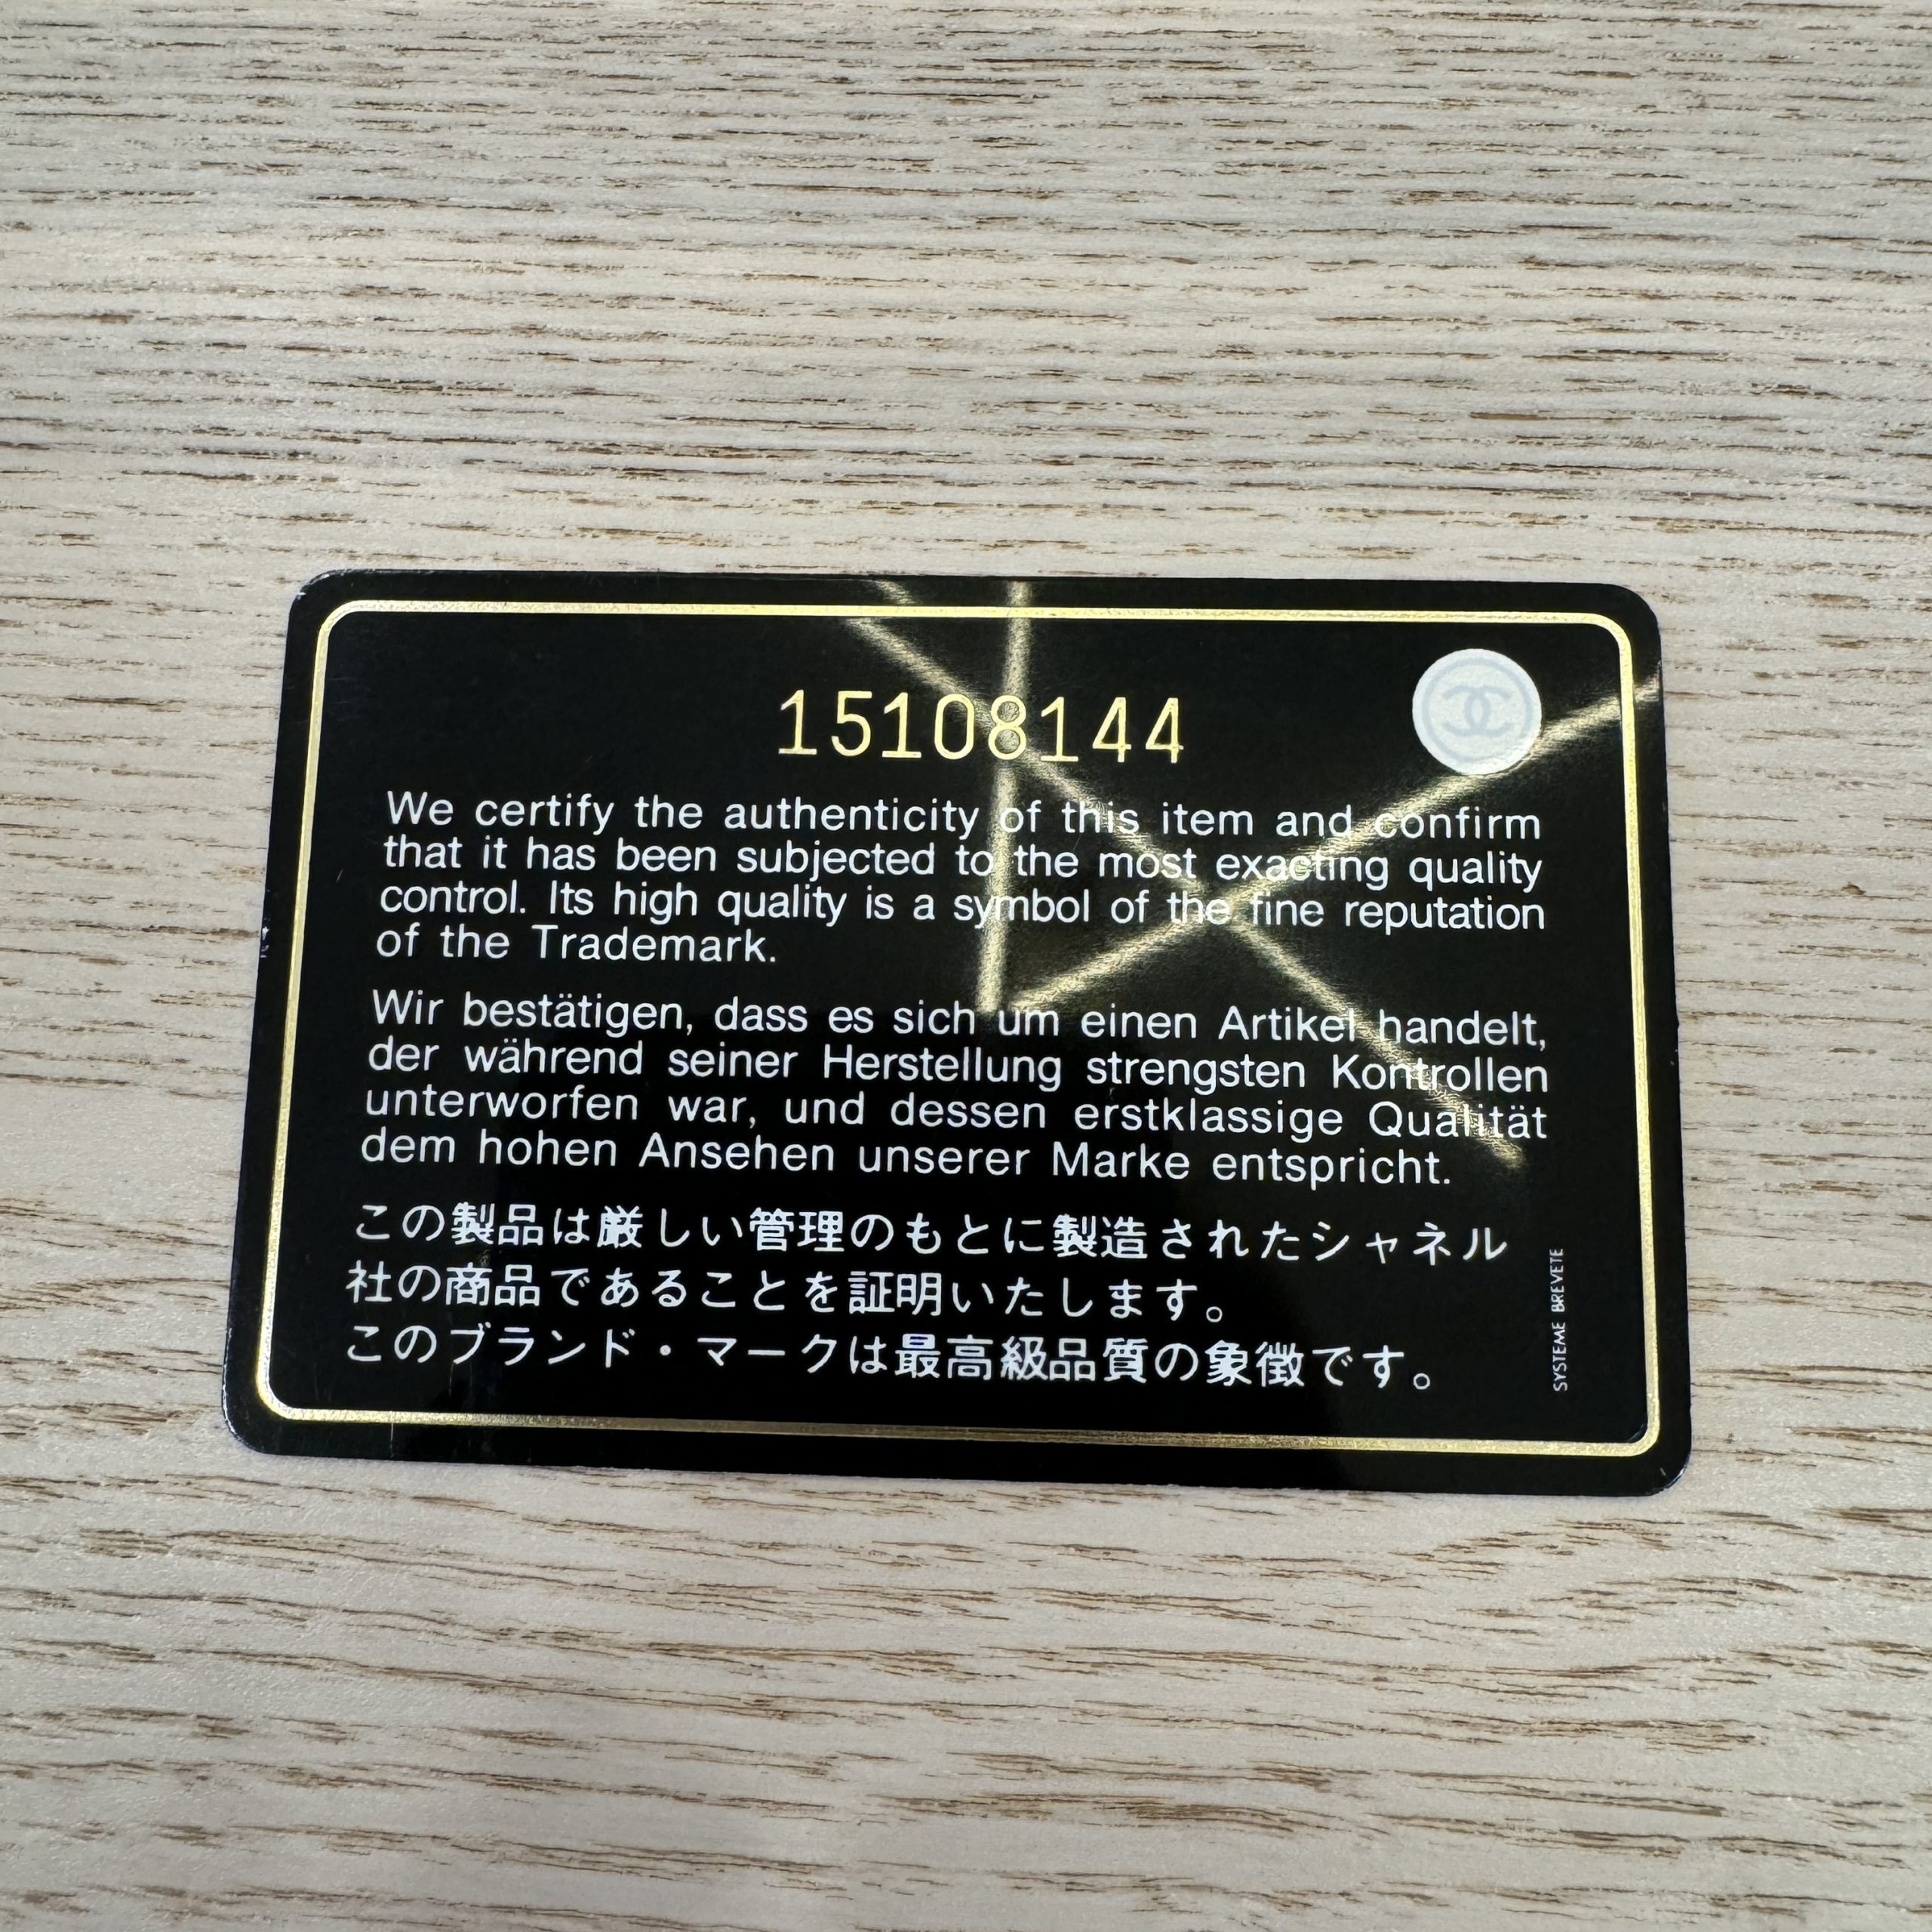 15108144
We certify the authenticity of this item and confirm
that it has been subjected to the most exacting quality
control. Its high quality is a symbol of the fine reputation
of the Trademark.
Wir bestätigen, dass es sich um einen Artikel handelt,
der während seiner Herstellung strengsten Kontrollen
unterworfen war, und dessen erstklassige Qualität
dem hohen Ansehen unserer Marke entspricht.
この製品は厳しい管理のもとに製造されたシャネル
社の商品であることを証明いたします。
このブランド・マークは最高級品質の象徴です。
SYSTEME BREVETE